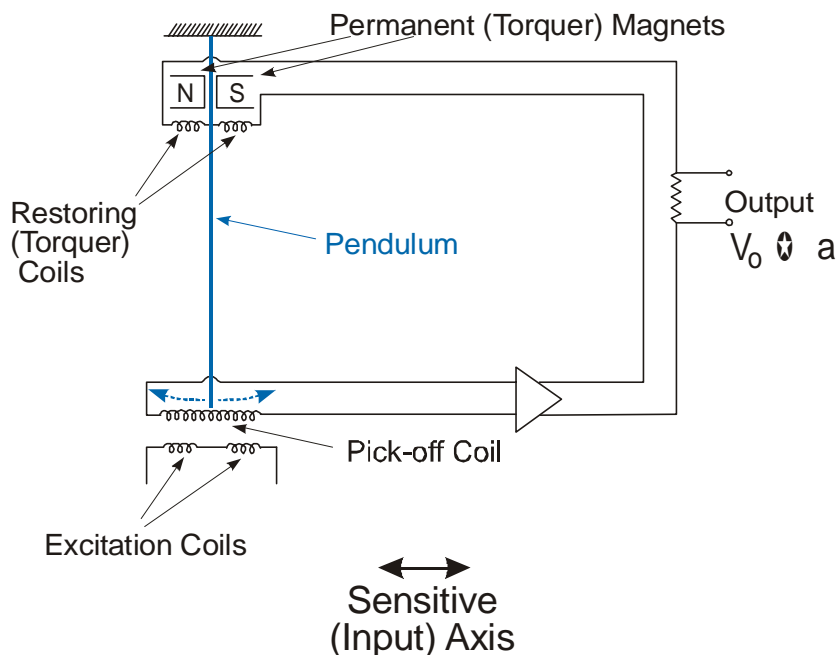 Permanent (Torquer) Magnets
N S
Restoring
(Torquer)
Coils
Pendulum
Output
Vo ✪ a
Pick-off Coil
Excitation Coils
Sensitive
(Input) Axis